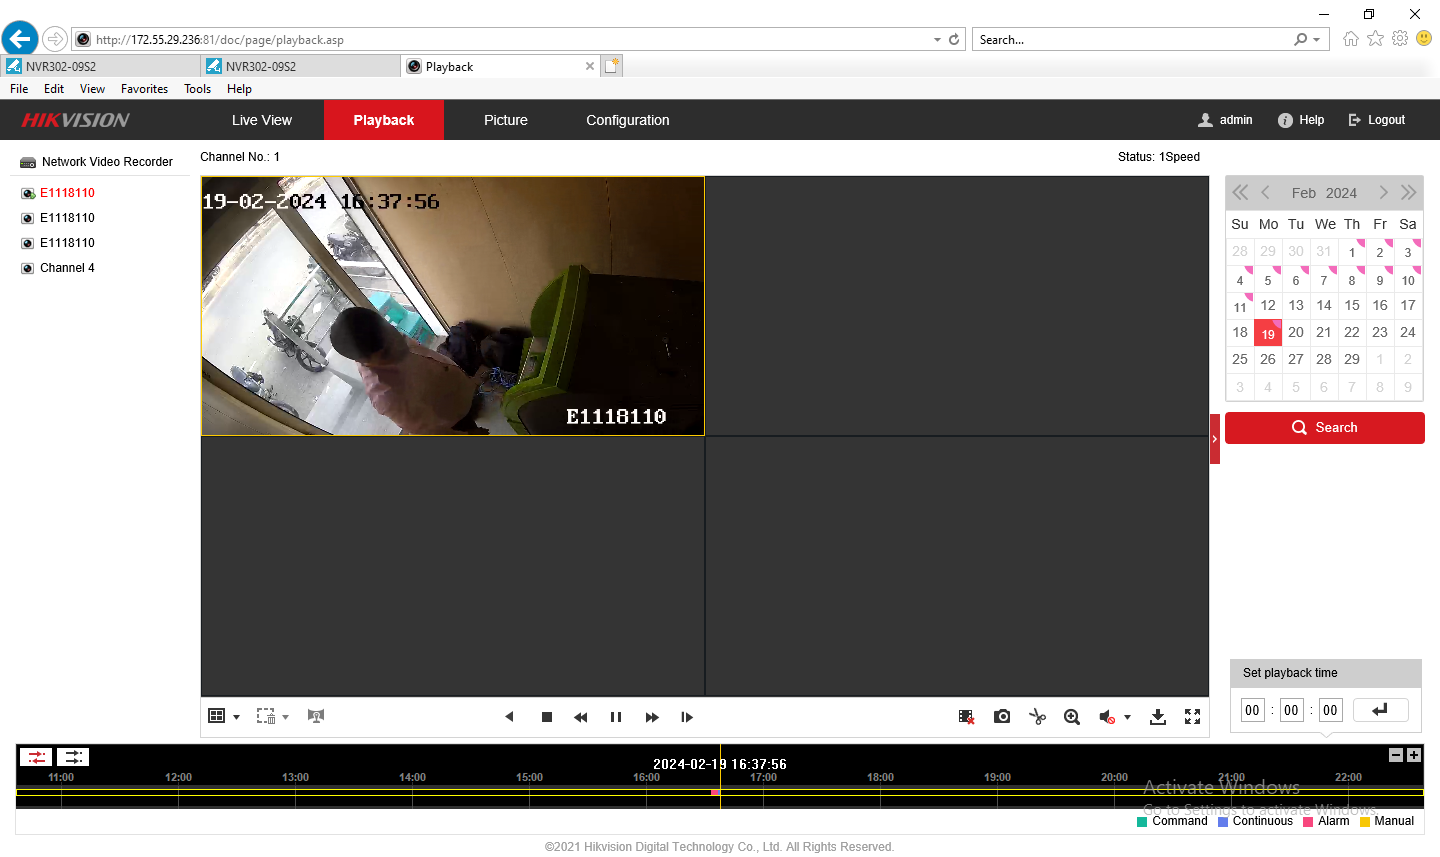 http://172.55.29.236:81/doc/page/playback.asp
Search...
NVR302-09S2
NVR302-09S2
Playback
File Edit View Favorites Tools Help
HIKVISION
Live View Playback Picture Configuration
admin Help Logout
Network Video Recorder
E1118110
E1118110
E1118110
Channel 4
Channel No.: 1
Status: 1Speed
19-02-2024 16:37:56
E1118110
Feb 2024
Su Mo Tu We Th Fr Sa
28 29 30 31 1 2 3
4 5 6 7 8 9 10
11 12 13 14 15 16 17
18 19 20 21 22 23 24
25 26 27 28 29 1 2
3 4 5 6 7 8 9
Search
Set playback time
00 : 00 : 00
2024-02-19 16:37:56
11:00 12:00 13:00 14:00 15:00 16:00 17:00 18:00 19:00 20:00 21:00 22:00
Activate Windows
Go to Settings to activate Windows.
Command Continuous Alarm Manual
©2021 Hikvision Digital Technology Co., Ltd. All Rights Reserved.